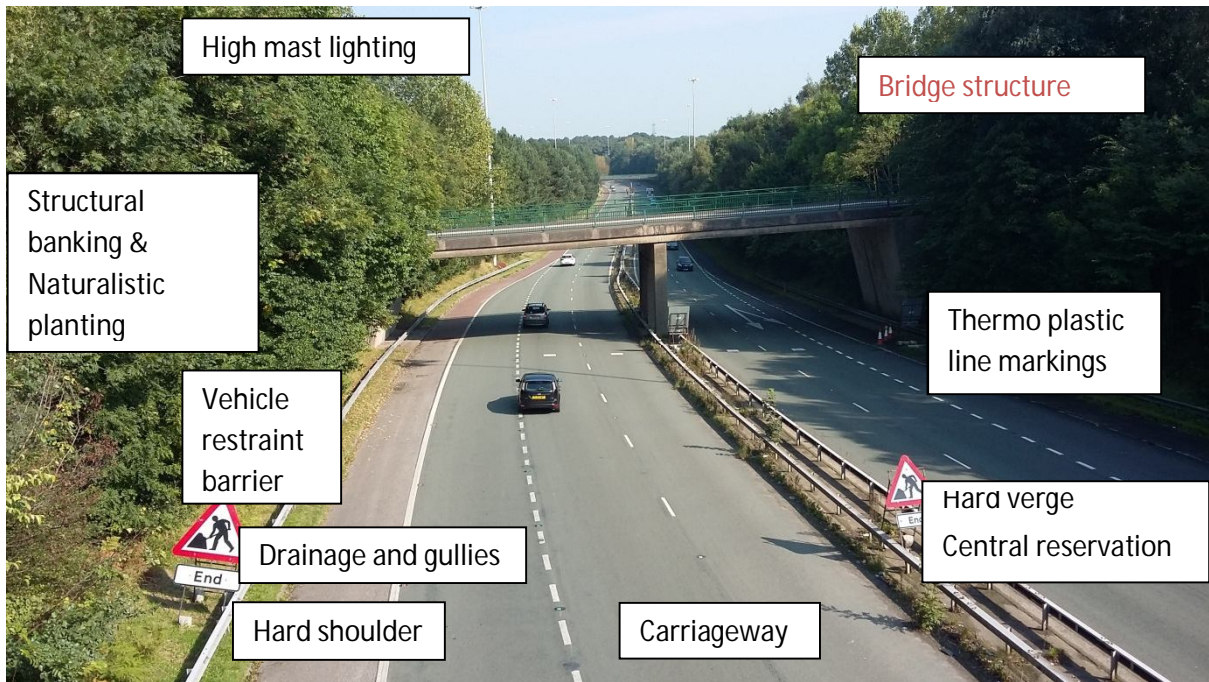 High mast lighting
Bridge structure
Structural
banking &
Naturalistic
planting
Thermo plastic
line markings
Vehicle
restraint
barrier
Hard verge
Central reservation
Drainage and gullies
End
End
Hard shoulder
Carriageway